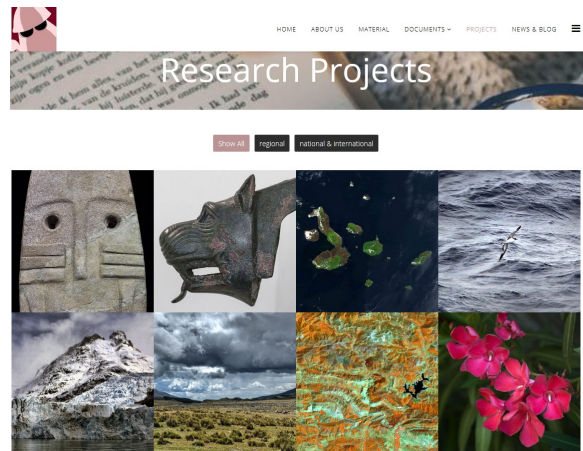 HOME ABOUT US MATERIAL DOCUMENTS PROJECTS NEWS & BLOG
Research Projects
Show All regional national & international